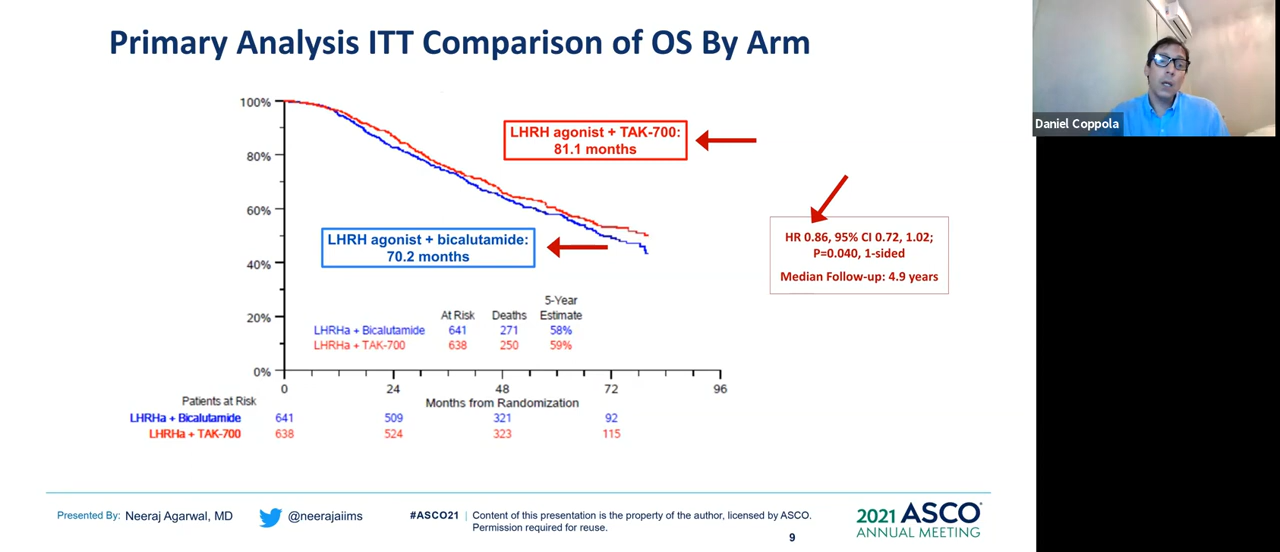 Primary Analysis ITT Comparison of OS By Arm
100%
80%
60%
40%
20%
0%
LHRH agonist + TAK-700:
81.1 months
LHRH agonist + bicalutamide:
70.2 months
HR 0.86, 95% CI 0.72, 1.02;
P=0.040, 1-sided
Median Follow-up: 4.9 years
At Risk Deaths 5-Year Estimate
LHRHa + Bicalutamide 641 271 58%
LHRHa + TAK-700 638 250 59%
0 24 48 72 96
Months from Randomization
Patients at Risk
LHRHa + Bicalutamide 641 509 321 92
LHRHa + TAK-700 638 524 323 115
Presented By: Neeraj Agarwal, MD
@neerajaiims
#ASCO21
Content of this presentation is the property of the author, licensed by ASCO.
Permission required for reuse.
9
2021 ASCO
ANNUAL MEETING
Daniel Coppola